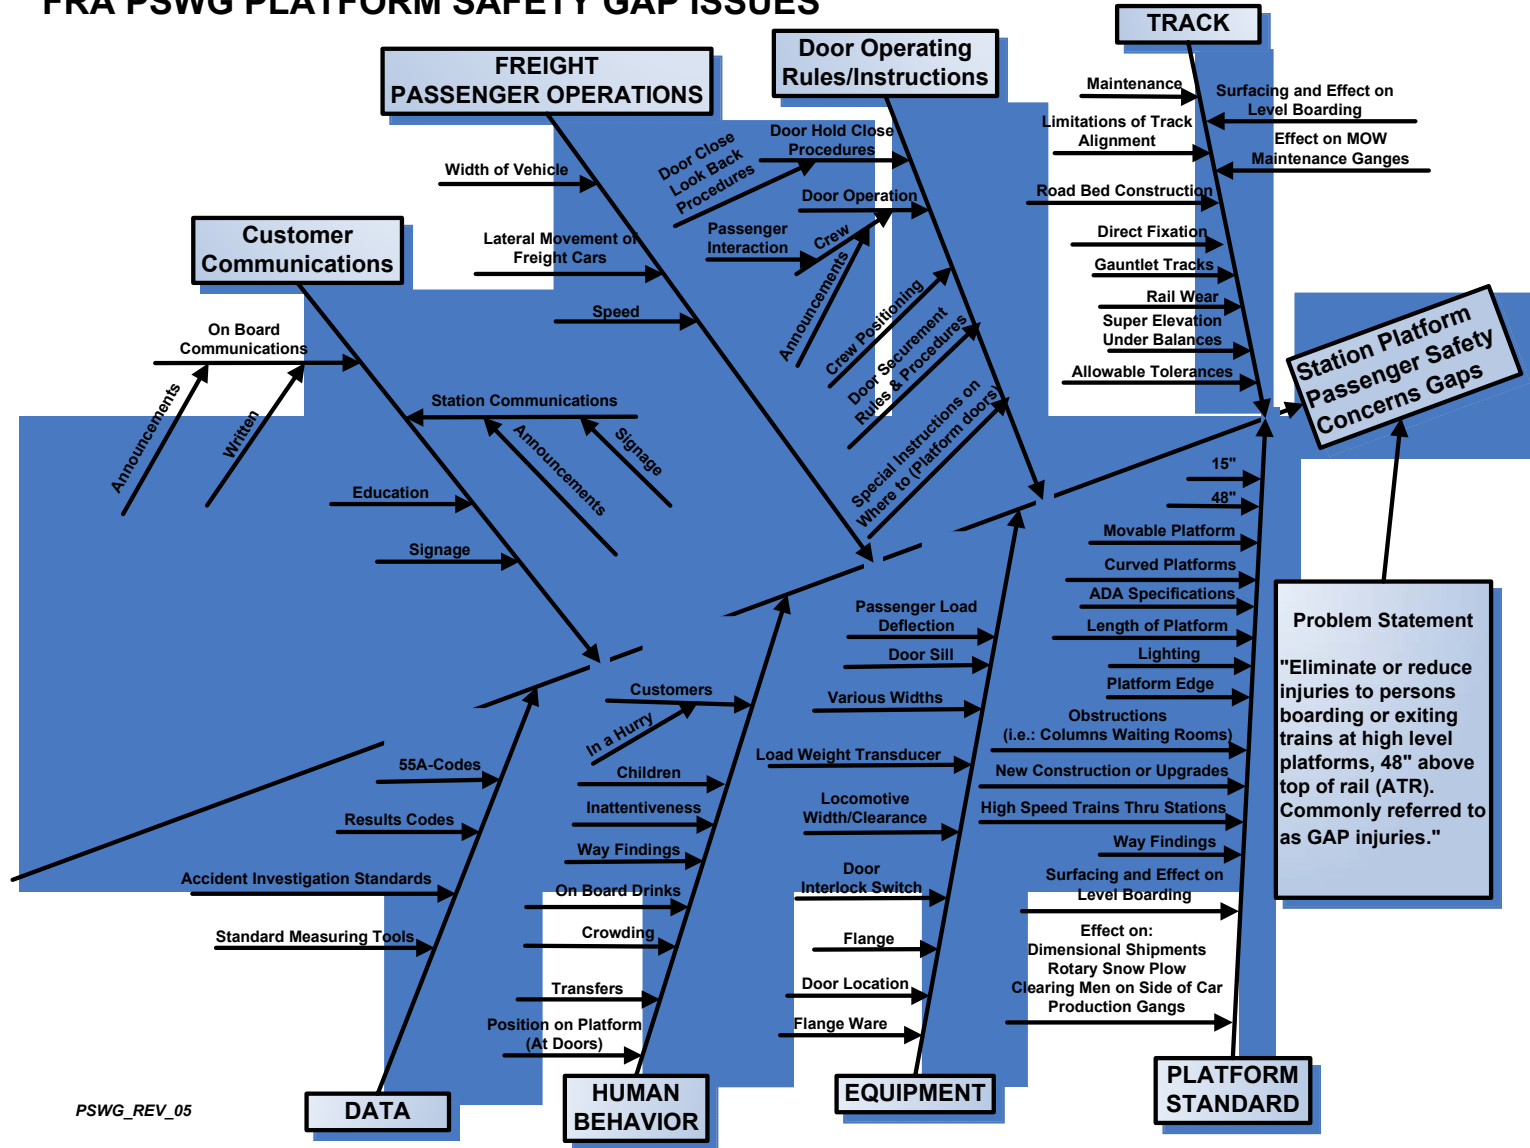 FRA PSWG PLATFORM SAFETY GAP ISSUES
TRACK
Door Operating
Rules/Instructions
FREIGHT
PASSENGER OPERATIONS
Customer
Communications
Maintenance
Surfacing and Effect on
Level Boarding
Limitations of Track
Alignment
Effect on MOW
Maintenance Ganges
Road Bed Construction
Direct Fixation
Gauntlet Tracks
Rail Wear
Super Elevation
Under Balances
Allowable Tolerances
Door Hold Close
Procedures
Door Close
Look Back
Procedures
Door Operation
Passenger
Interaction
Crew
Announcements
Crew Positioning
Door Securement
Rules & Procedures
Special Instructions on
Where to (Platform doors)
Width of Vehicle
Lateral Movement of
Freight Cars
Speed
On Board
Communications
Announcements
Written
Station Communications
Announcements
Signage
Education
Signage
Station Platform
Passenger Safety
Concerns Gaps
Problem Statement
"Eliminate or reduce
injuries to persons
boarding or exiting
trains at high level
platforms, 48" above
top of rail (ATR).
Commonly referred to
as GAP injuries."
15"
48"
Movable Platform
Curved Platforms
ADA Specifications
Length of Platform
Lighting
Platform Edge
Obstructions
(i.e.: Columns Waiting Rooms)
New Construction or Upgrades
High Speed Trains Thru Stations
Way Findings
Surfacing and Effect on
Level Boarding
Effect on:
Dimensional Shipments
Rotary Snow Plow
Clearing Men on Side of Car
Production Gangs
Passenger Load
Deflection
Door Sill
Various Widths
Load Weight Transducer
Locomotive
Width/Clearance
Door
Interlock Switch
Flange
Door Location
Flange Ware
Customers
In a Hurry
Children
Inattentiveness
Way Findings
On Board Drinks
Crowding
Transfers
Position on Platform
(At Doors)
55A-Codes
Results Codes
Accident Investigation Standards
Standard Measuring Tools
DATA
HUMAN
BEHAVIOR
EQUIPMENT
PLATFORM
STANDARD
PSWG_REV_05